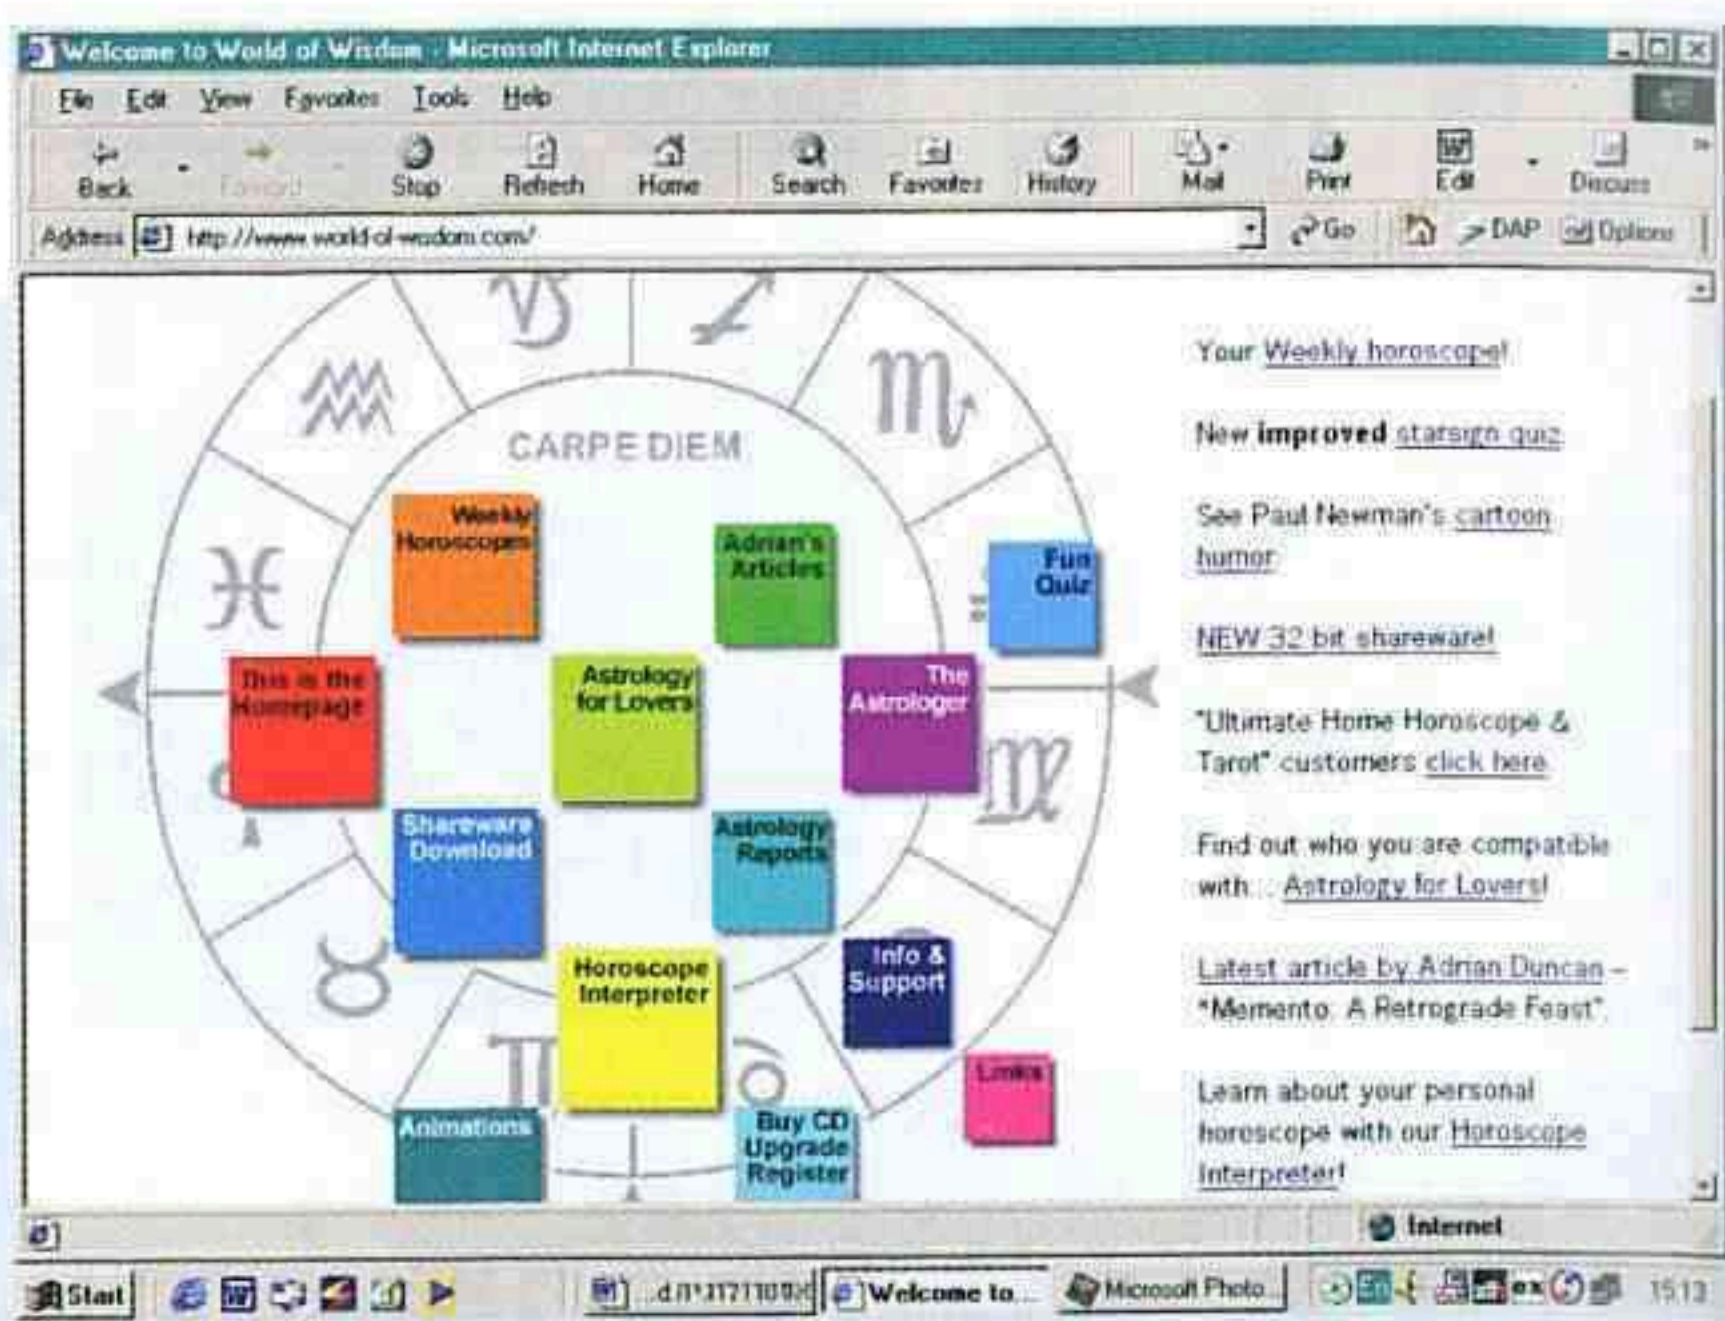 Welcome to World of Wisdom - Microsoft Internet Explorer
File Edit View Favorites Tools Help
Back Forward Stop Refresh Home Search Favorites History Mail Print Edit Discuss
Address http://www.world-of-wisdom.com/ Go DAP Options
CARPE DIEM
Weekly
Horoscopes
Adrian's
Articles
Fun
Quiz
This is the
Homepage
Astrology
for Lovers
The
Astrologer
Shareware
Download
Astrology
Reports
Horoscope
Interpreter
Info &
Support
Links
Animations
Buy CD
Upgrade
Register
Your Weekly horoscope!
New improved starsign quiz
See Paul Newman's cartoon
humor
NEW 32 bit shareware!
"Ultimate Home Horoscope &
Tarot" customers click here
Find out who you are compatible
with... Astrology for Lovers!
Latest article by Adrian Duncan –
"Memento: A Retrograde Feast".
Learn about your personal
horoscope with our Horoscope
Interpreter!
Internet
Start Welcome to... Microsoft Photo En 15:13